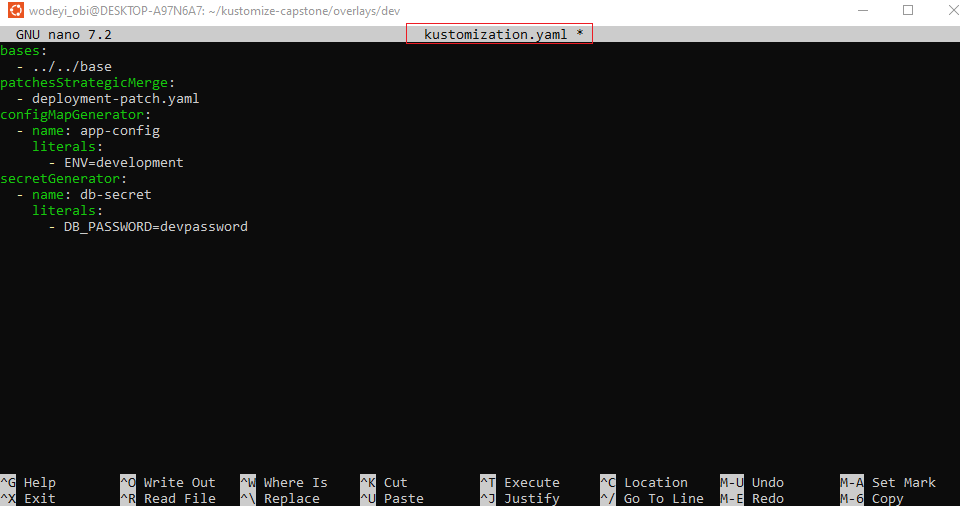 wodeyi_obi@DESKTOP-A97N6A7: ~/kustomize-capstone/overlays/dev
GNU nano 7.2 kustomization.yaml *
bases:
  - ../../base
patchesStrategicMerge:
  - deployment-patch.yaml
configMapGenerator:
  - name: app-config
    literals:
      - ENV=development
secretGenerator:
  - name: db-secret
    literals:
      - DB_PASSWORD=devpassword
^G Help ^O Write Out ^W Where Is ^K Cut ^T Execute ^C Location M-U Undo M-A Set Mark
^X Exit ^R Read File ^\ Replace ^U Paste ^J Justify ^/ Go To Line M-E Redo M-6 Copy